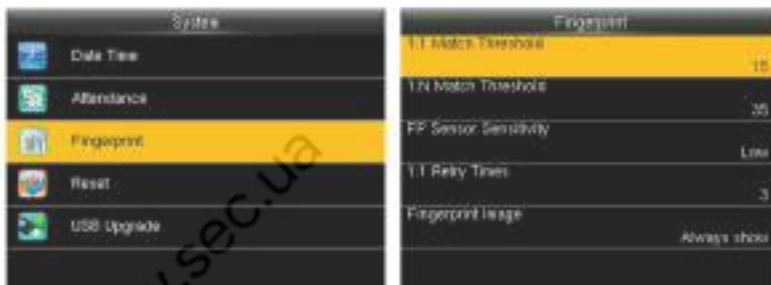 System
Date Time
Attendance
Fingerprint
Reset
USB Upgrade
Fingerprint
1:1 Match Threshold
15
1:N Match Threshold
35
FP Sensor Sensitivity
Low
1:1 Retry Times
3
Fingerprint Image
Always show
.sec.ua